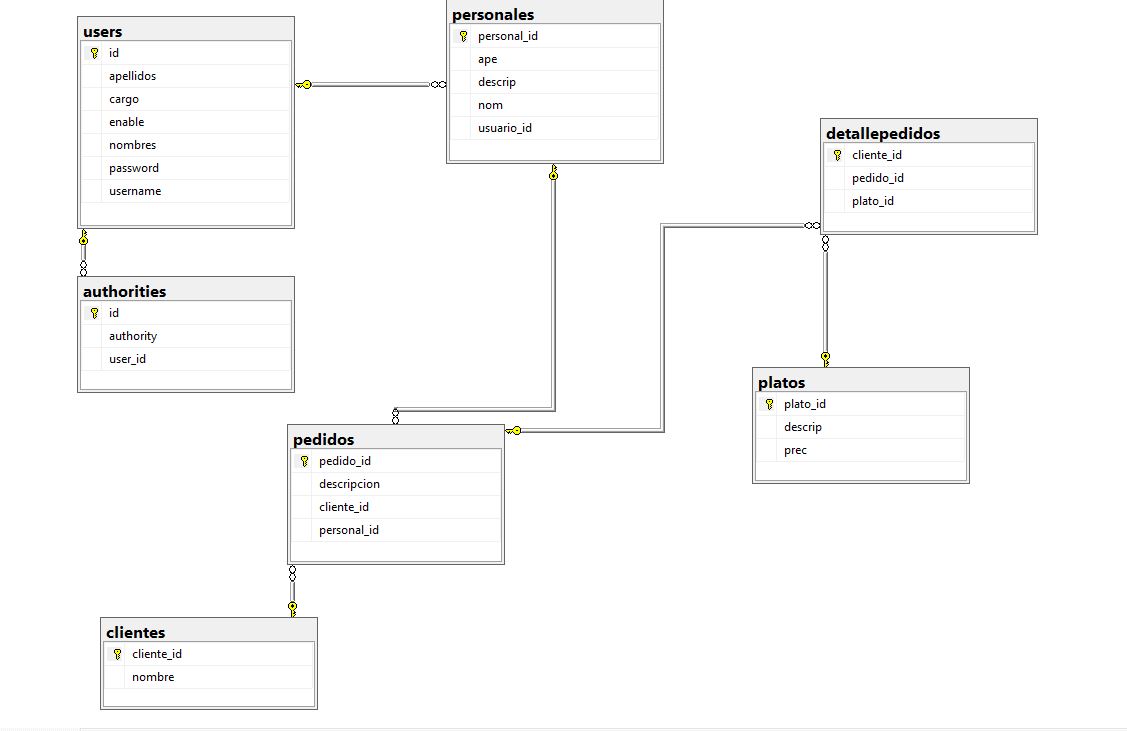 users
id
apellidos
cargo
enable
nombres
password
username
personales
personal_id
ape
descrip
nom
usuario_id
detallepedidos
cliente_id
pedido_id
plato_id
authorities
id
authority
user_id
platos
plato_id
descrip
prec
pedidos
pedido_id
descripcion
cliente_id
personal_id
clientes
cliente_id
nombre